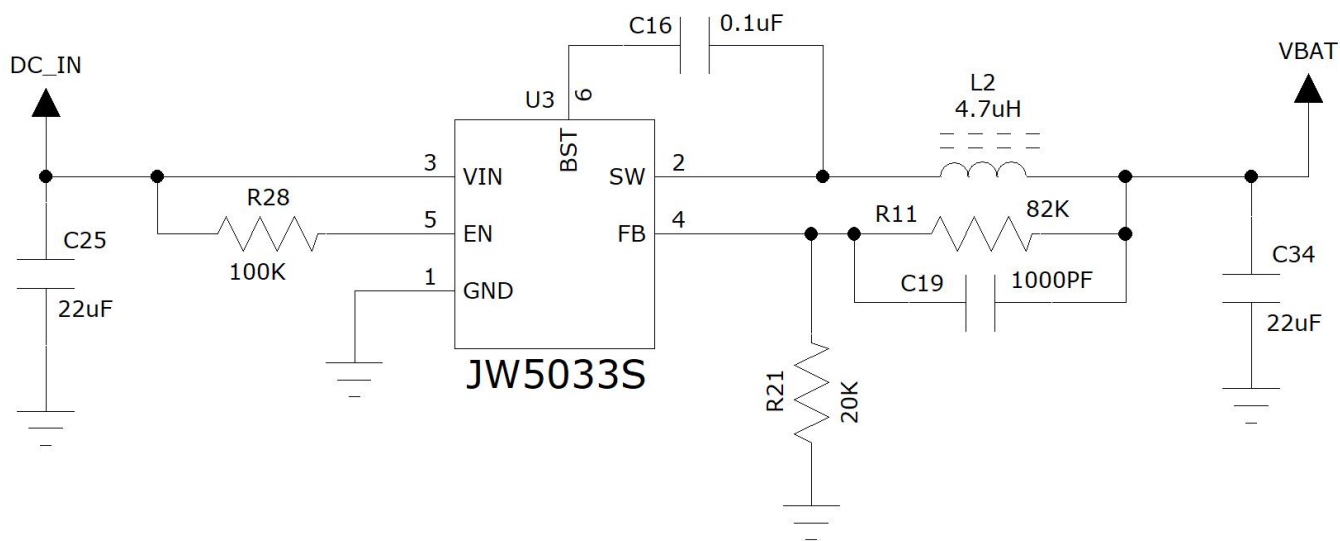 C16 0.1uF
DC_IN
VBAT
L2
4.7uH
U3
6
BST
3 VIN
SW 2
R28
100K
5 EN
FB 4
R11 82K
C25
22uF
1 GND
C19 1000PF
C34
22uF
JW5033S
R21
20K